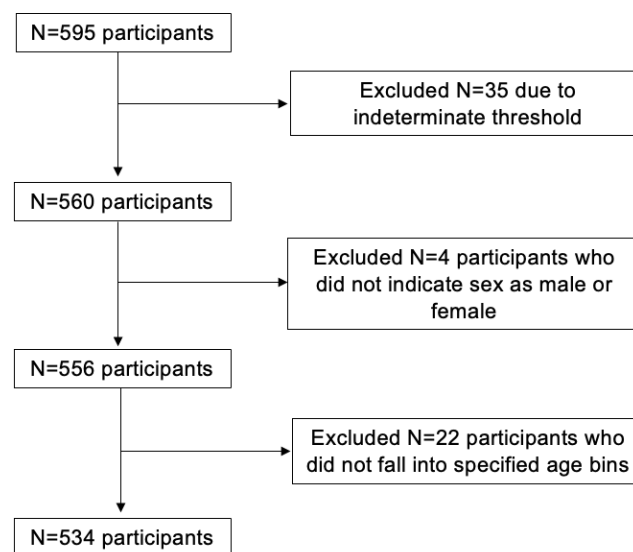 N=595 participants
Excluded N=35 due to
indeterminate threshold
N=560 participants
Excluded N=4 participants who
did not indicate sex as male or
female
N=556 participants
Excluded N=22 participants who
did not fall into specified age bins
N=534 participants